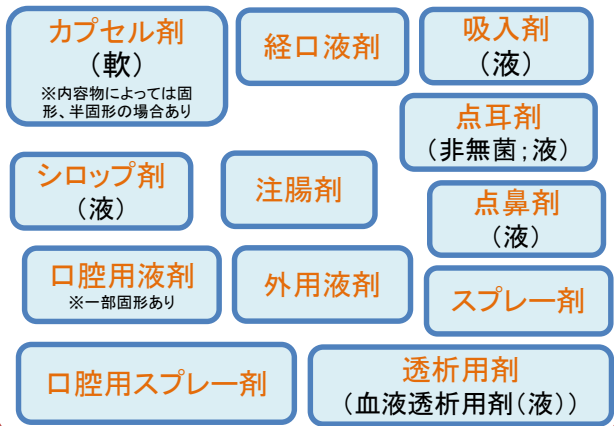 カプセル剤
(軟)
※内容物によっては固
形、半固形の場合あり
経口液剤
吸入剤
(液)
点耳剤
(非無菌;液)
シロップ剤
(液)
注腸剤
点鼻剤
(液)
口腔用液剤
※一部固形あり
外用液剤
スプレー剤
口腔用スプレー剤
透析用剤
(血液透析用剤(液))